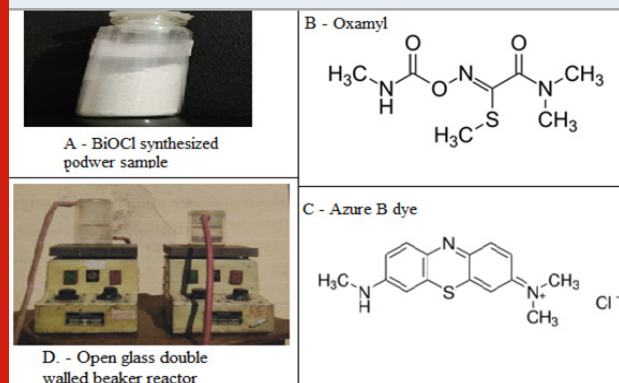 B - Oxamyl
O
O
H₃C
N
H
O
N
N
CH₃
CH₃
S
H₃C
A - BiOCl synthesized
podwer sample
C - Azure B dye
N
H₃C
N
H
S
N⁺
CH₃
CH₃
Cl⁻
D. - Open glass double
walled beaker reactor